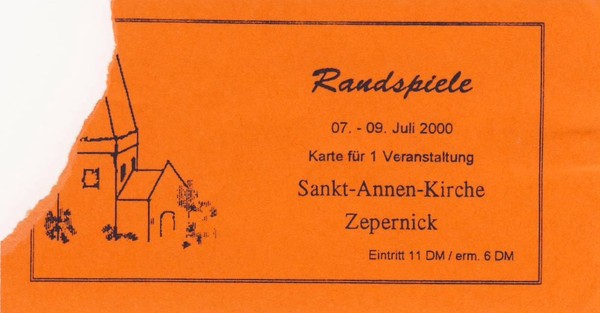 Randspiele
07. - 09. Juli 2000
Karte für 1 Veranstaltung
Sankt-Annen-Kirche
Zepernick
Eintritt 11 DM / erm. 6 DM